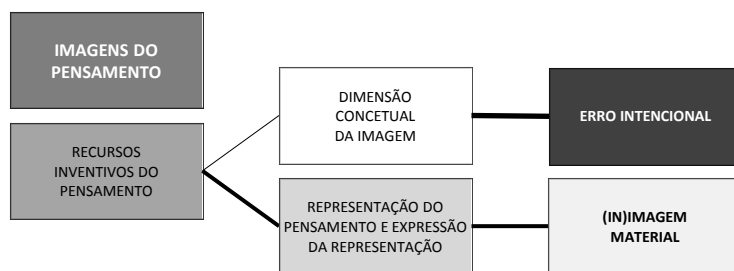 IMAGENS DO
PENSAMENTO
RECURSOS
INVENTIVOS DO
PENSAMENTO
DIMENSÃO
CONCETUAL
DA IMAGEM
ERRO INTENCIONAL
REPRESENTAÇÃO DO
PENSAMENTO E EXPRESSÃO
DA REPRESENTAÇÃO
(IN)IMAGEM
MATERIAL